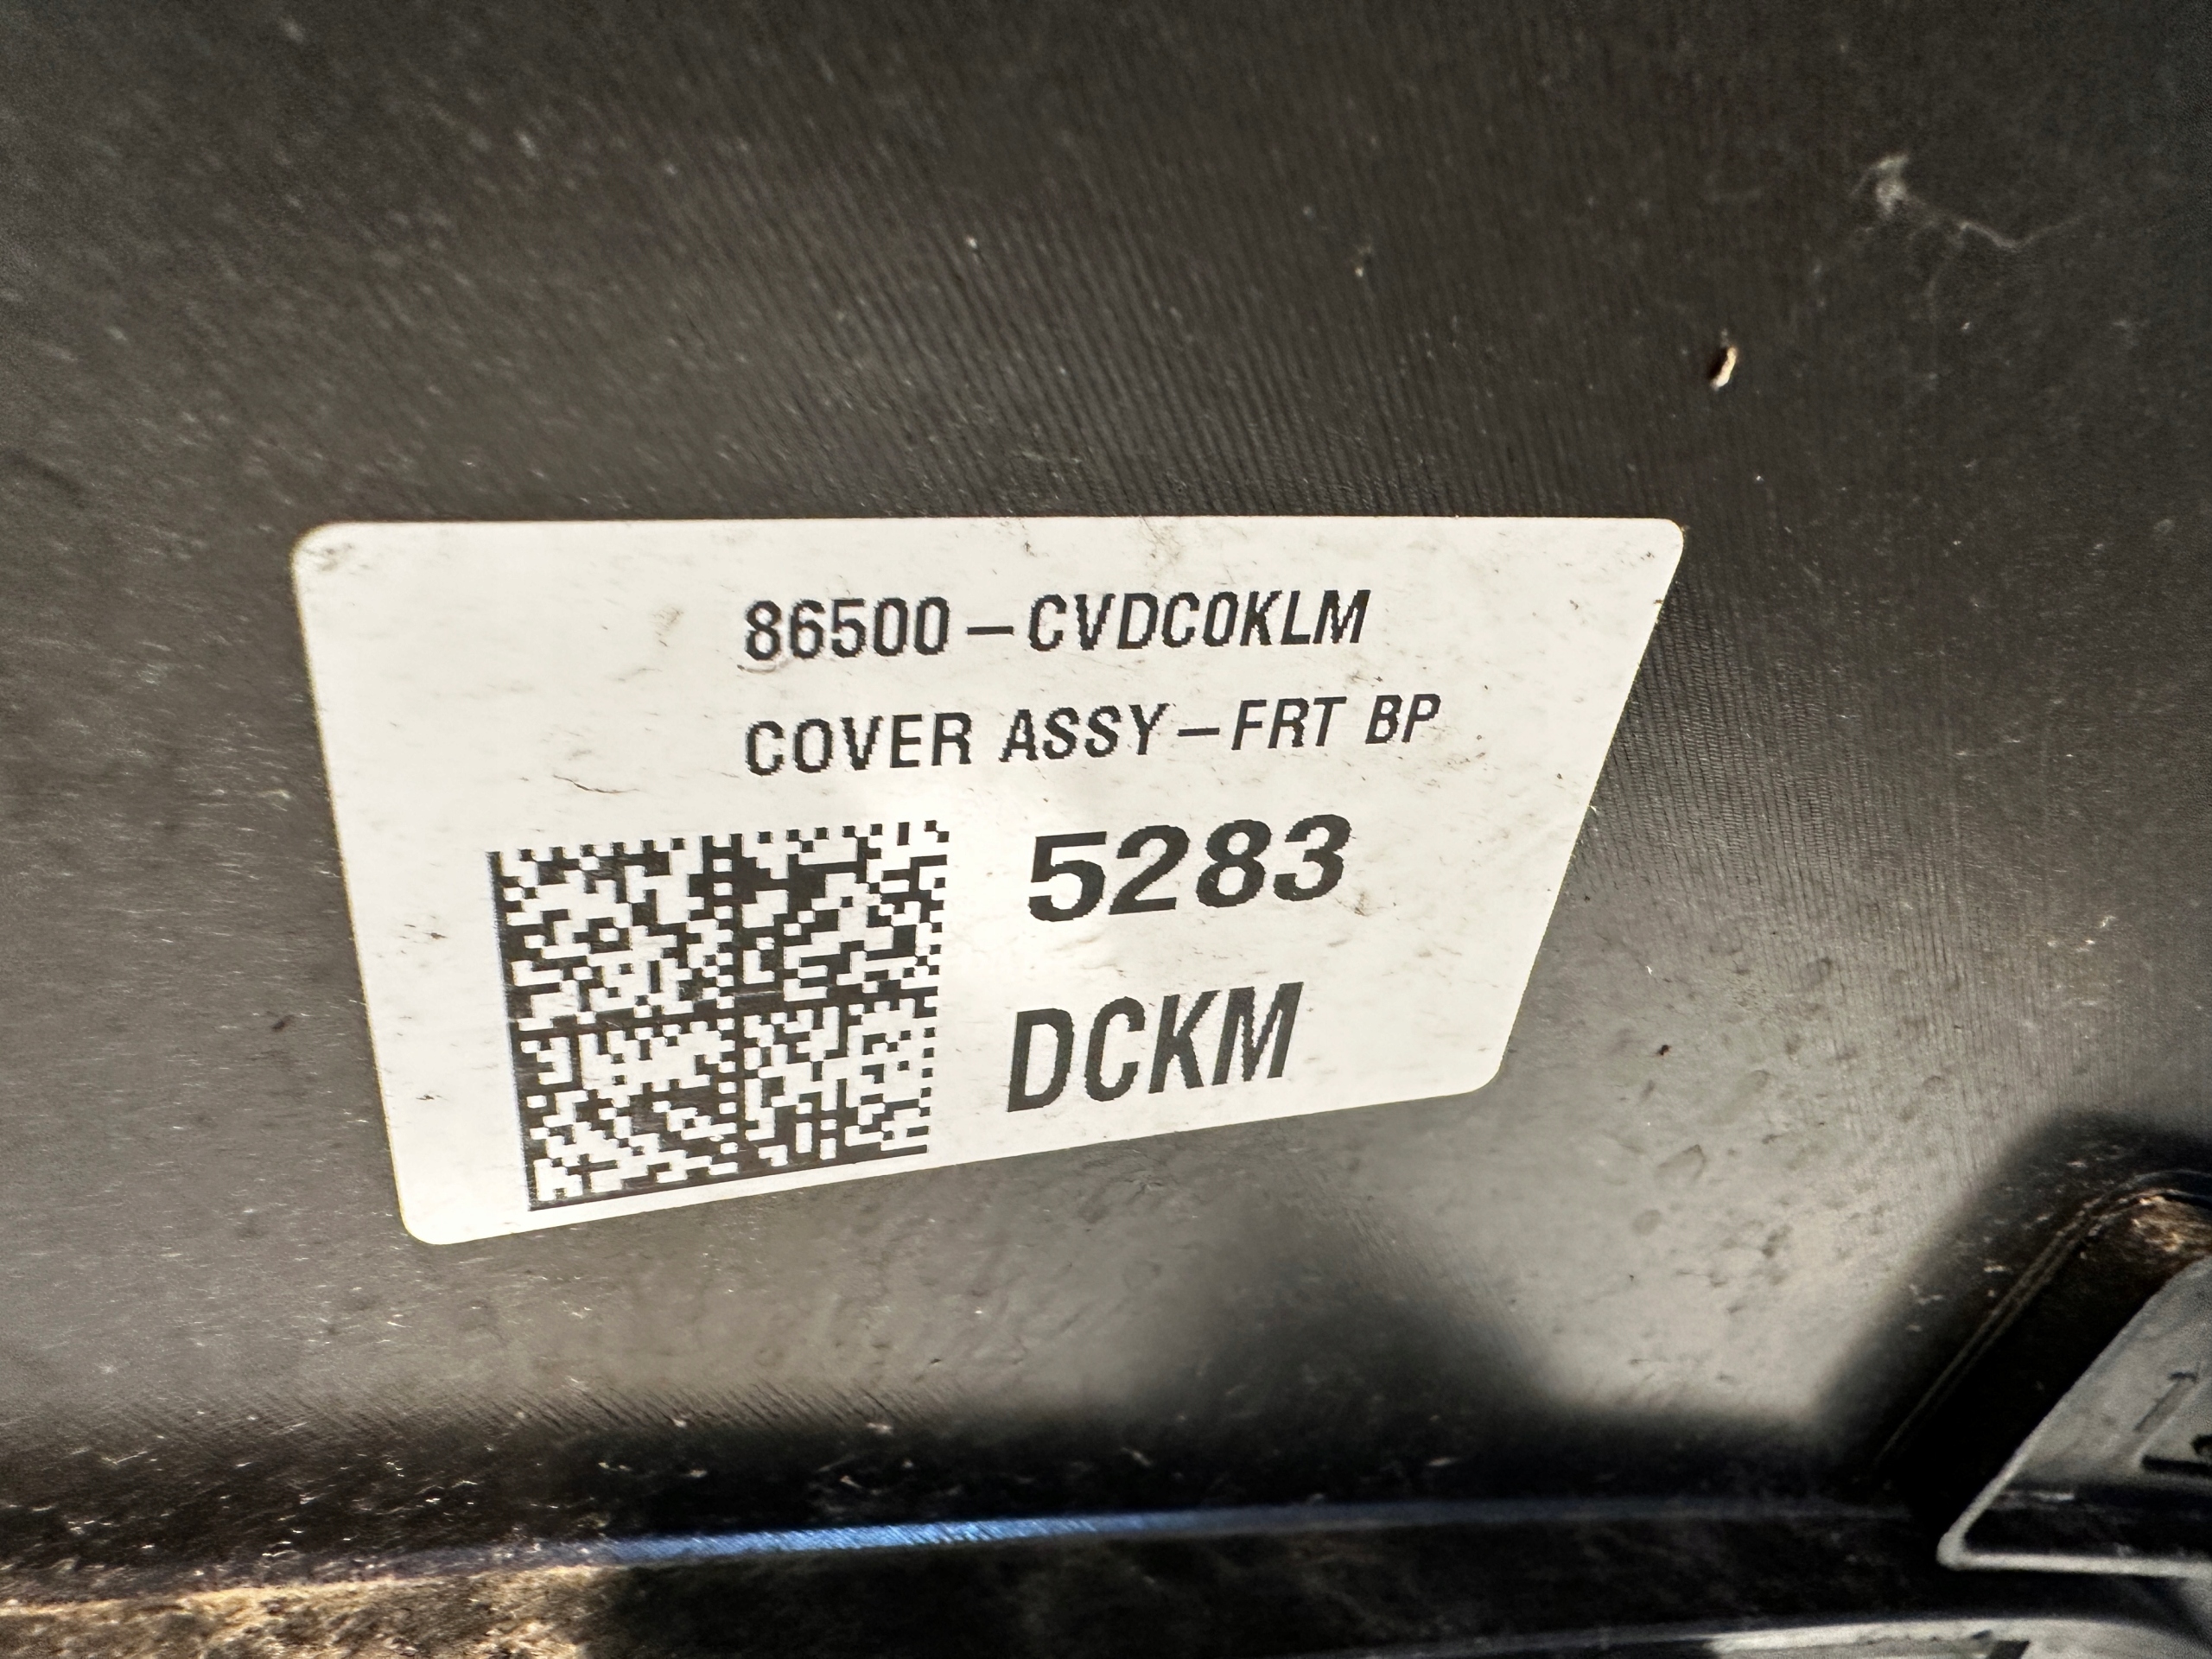 86500-CVDC0KLM
COVER ASSY-FRT BP
5283
DCKM